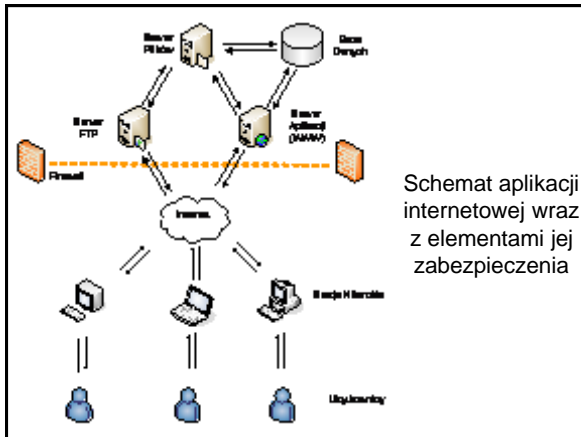 Serwer
Plików
Baza
Danych
Serwer
FTP
Serwer
Aplikacji
(WWW)
Firewall
Internet
Stacje Klienckie
Użytkownicy
Schemat aplikacji
internetowej wraz
z elementami jej
zabezpieczenia